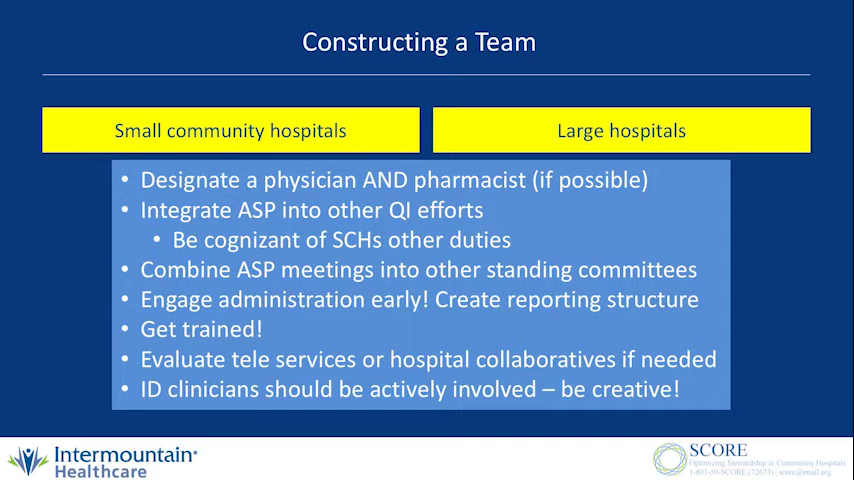 Constructing a Team
Small community hospitals
Large hospitals
• Designate a physician AND pharmacist (if possible)
• Integrate ASP into other QI efforts
• Be cognizant of SCHs other duties
• Combine ASP meetings into other standing committees
• Engage administration early! Create reporting structure
• Get trained!
• Evaluate tele services or hospital collaboratives if needed
• ID clinicians should be actively involved – be creative!
Intermountain®
Healthcare
SCORE
Optimizing Stewardship in Community Hospitals
1-801-50-SCORE (72673) | score@imail.org